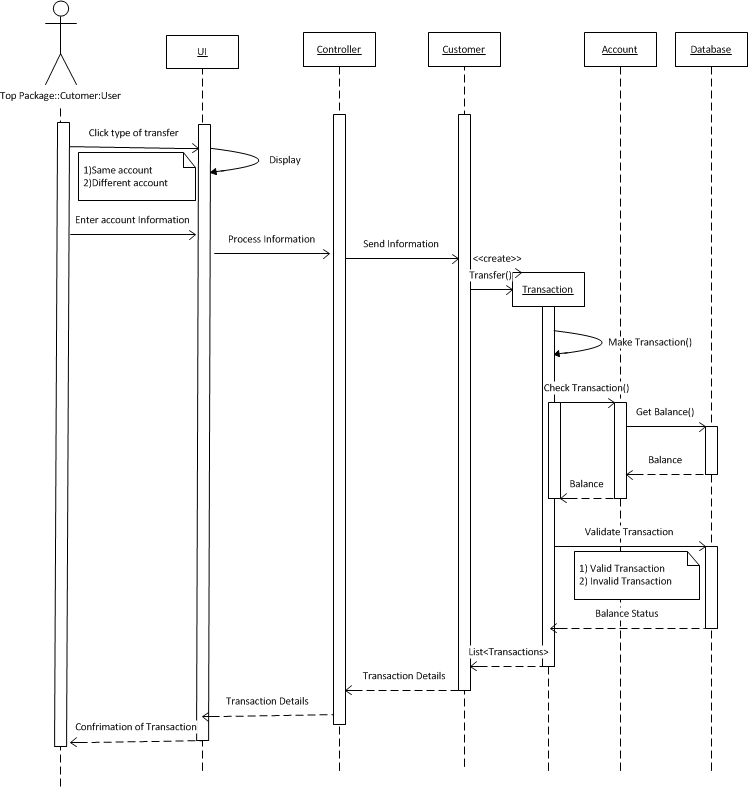 UI
Controller
Customer
Account
Database
Top Package::Cutomer:User
Click type of transfer
Display
1)Same account
2)Different account
Enter account Information
Process Information
Send Information
<<create>>
Transfer()
Transaction
Make Transaction()
Check Transaction()
Get Balance()
Balance
Balance
Validate Transaction
1) Valid Transaction
2) Invalid Transaction
Balance Status
List<Transactions>
Transaction Details
Transaction Details
Confrimation of Transaction